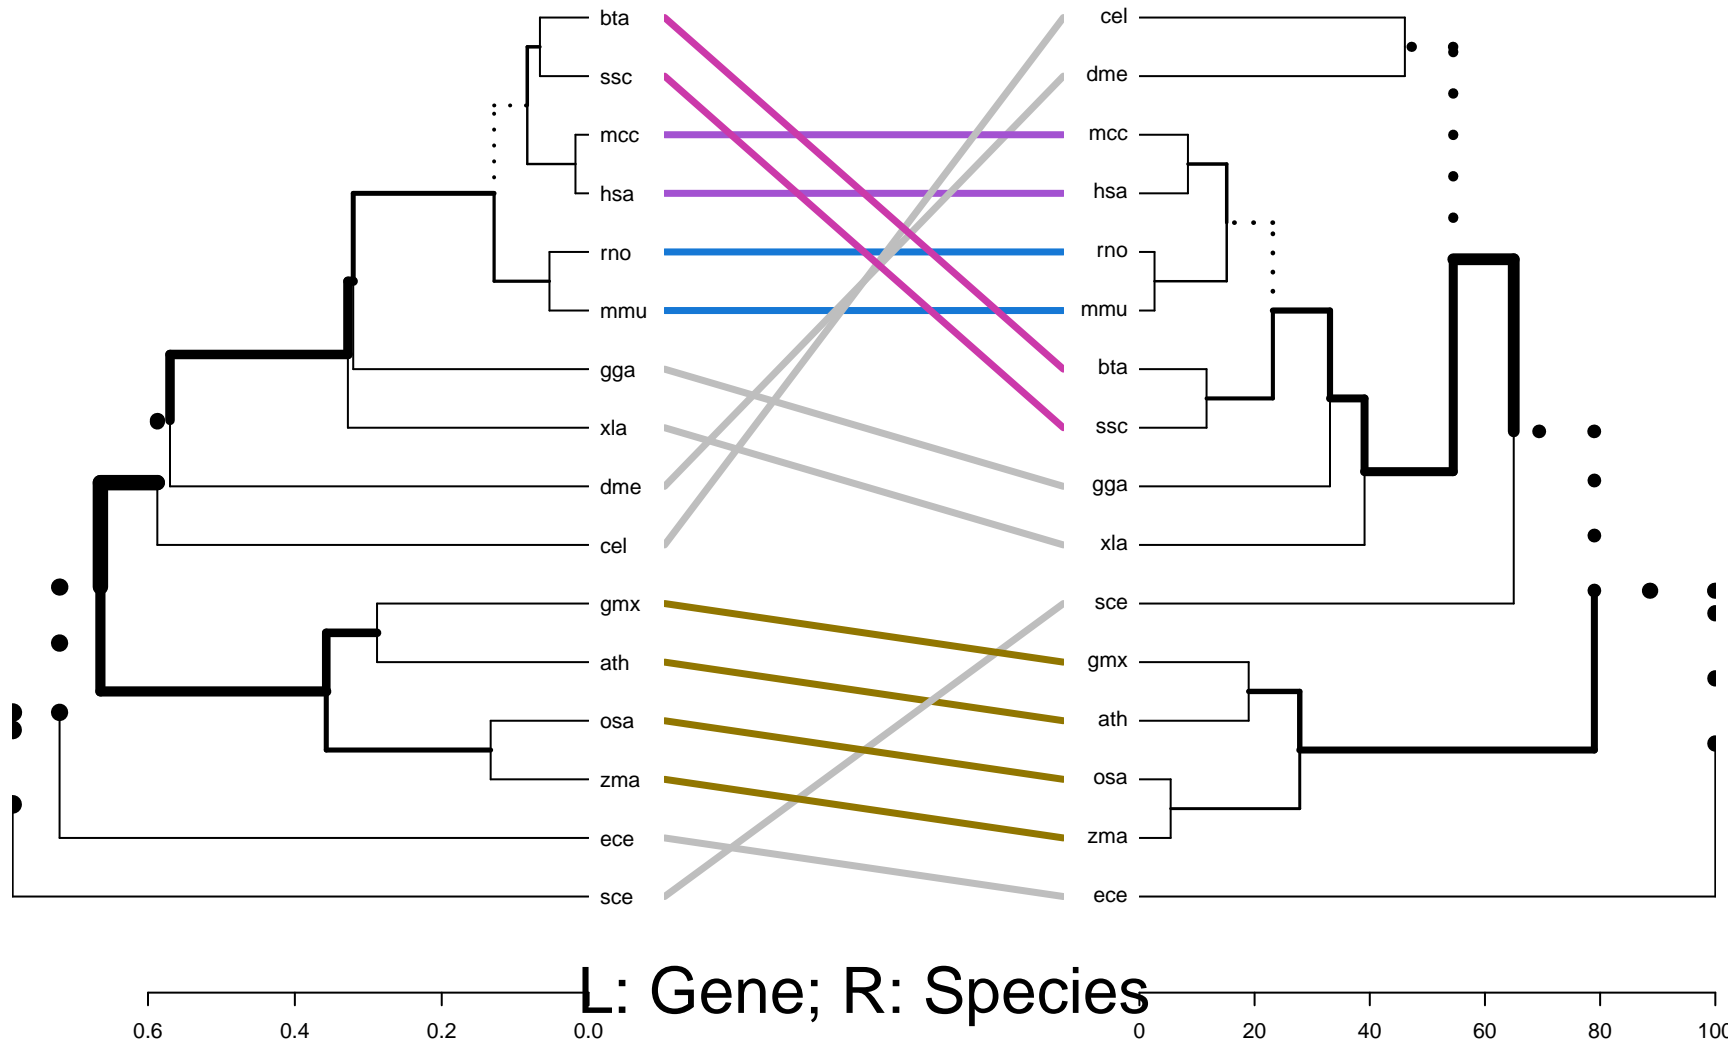 bta cel
ssc dme
mcc mcc
hsa hsa
rno rno
mmu mmu
gga bta
xla ssc
dme gga
cel xla
gmx sce
ath gmx
osa ath
zma osa
ece zma
sce ece
L: Gene; R: Species
0.6 0.4 0.2 0.0 0 20 40 60 80 100